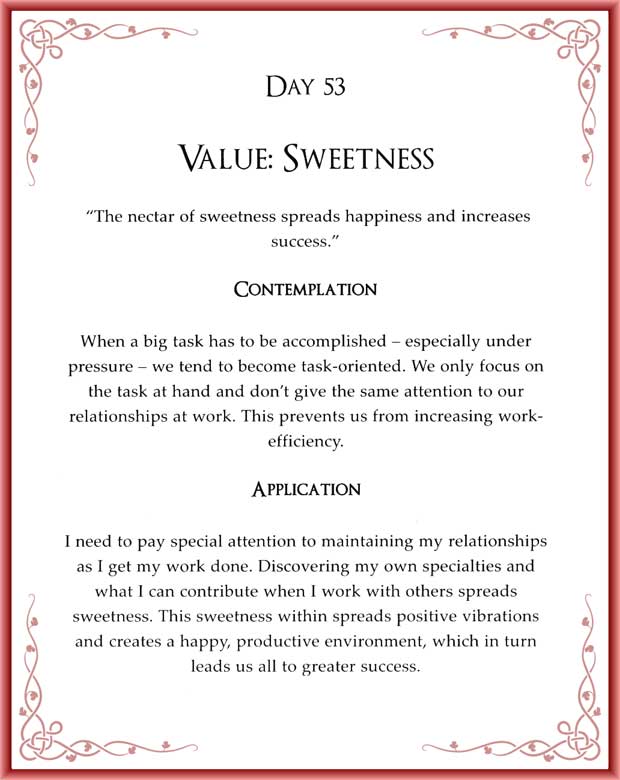 DAY 53
VALUE: SWEETNESS
“The nectar of sweetness spreads happiness and increases
success.”
CONTEMPLATION
When a big task has to be accomplished – especially under
pressure – we tend to become task-oriented. We only focus on
the task at hand and don’t give the same attention to our
relationships at work. This prevents us from increasing work-
efficiency.
APPLICATION
I need to pay special attention to maintaining my relationships
as I get my work done. Discovering my own specialties and
what I can contribute when I work with others spreads
sweetness. This sweetness within spreads positive vibrations
and creates a happy, productive environment, which in turn
leads us all to greater success.